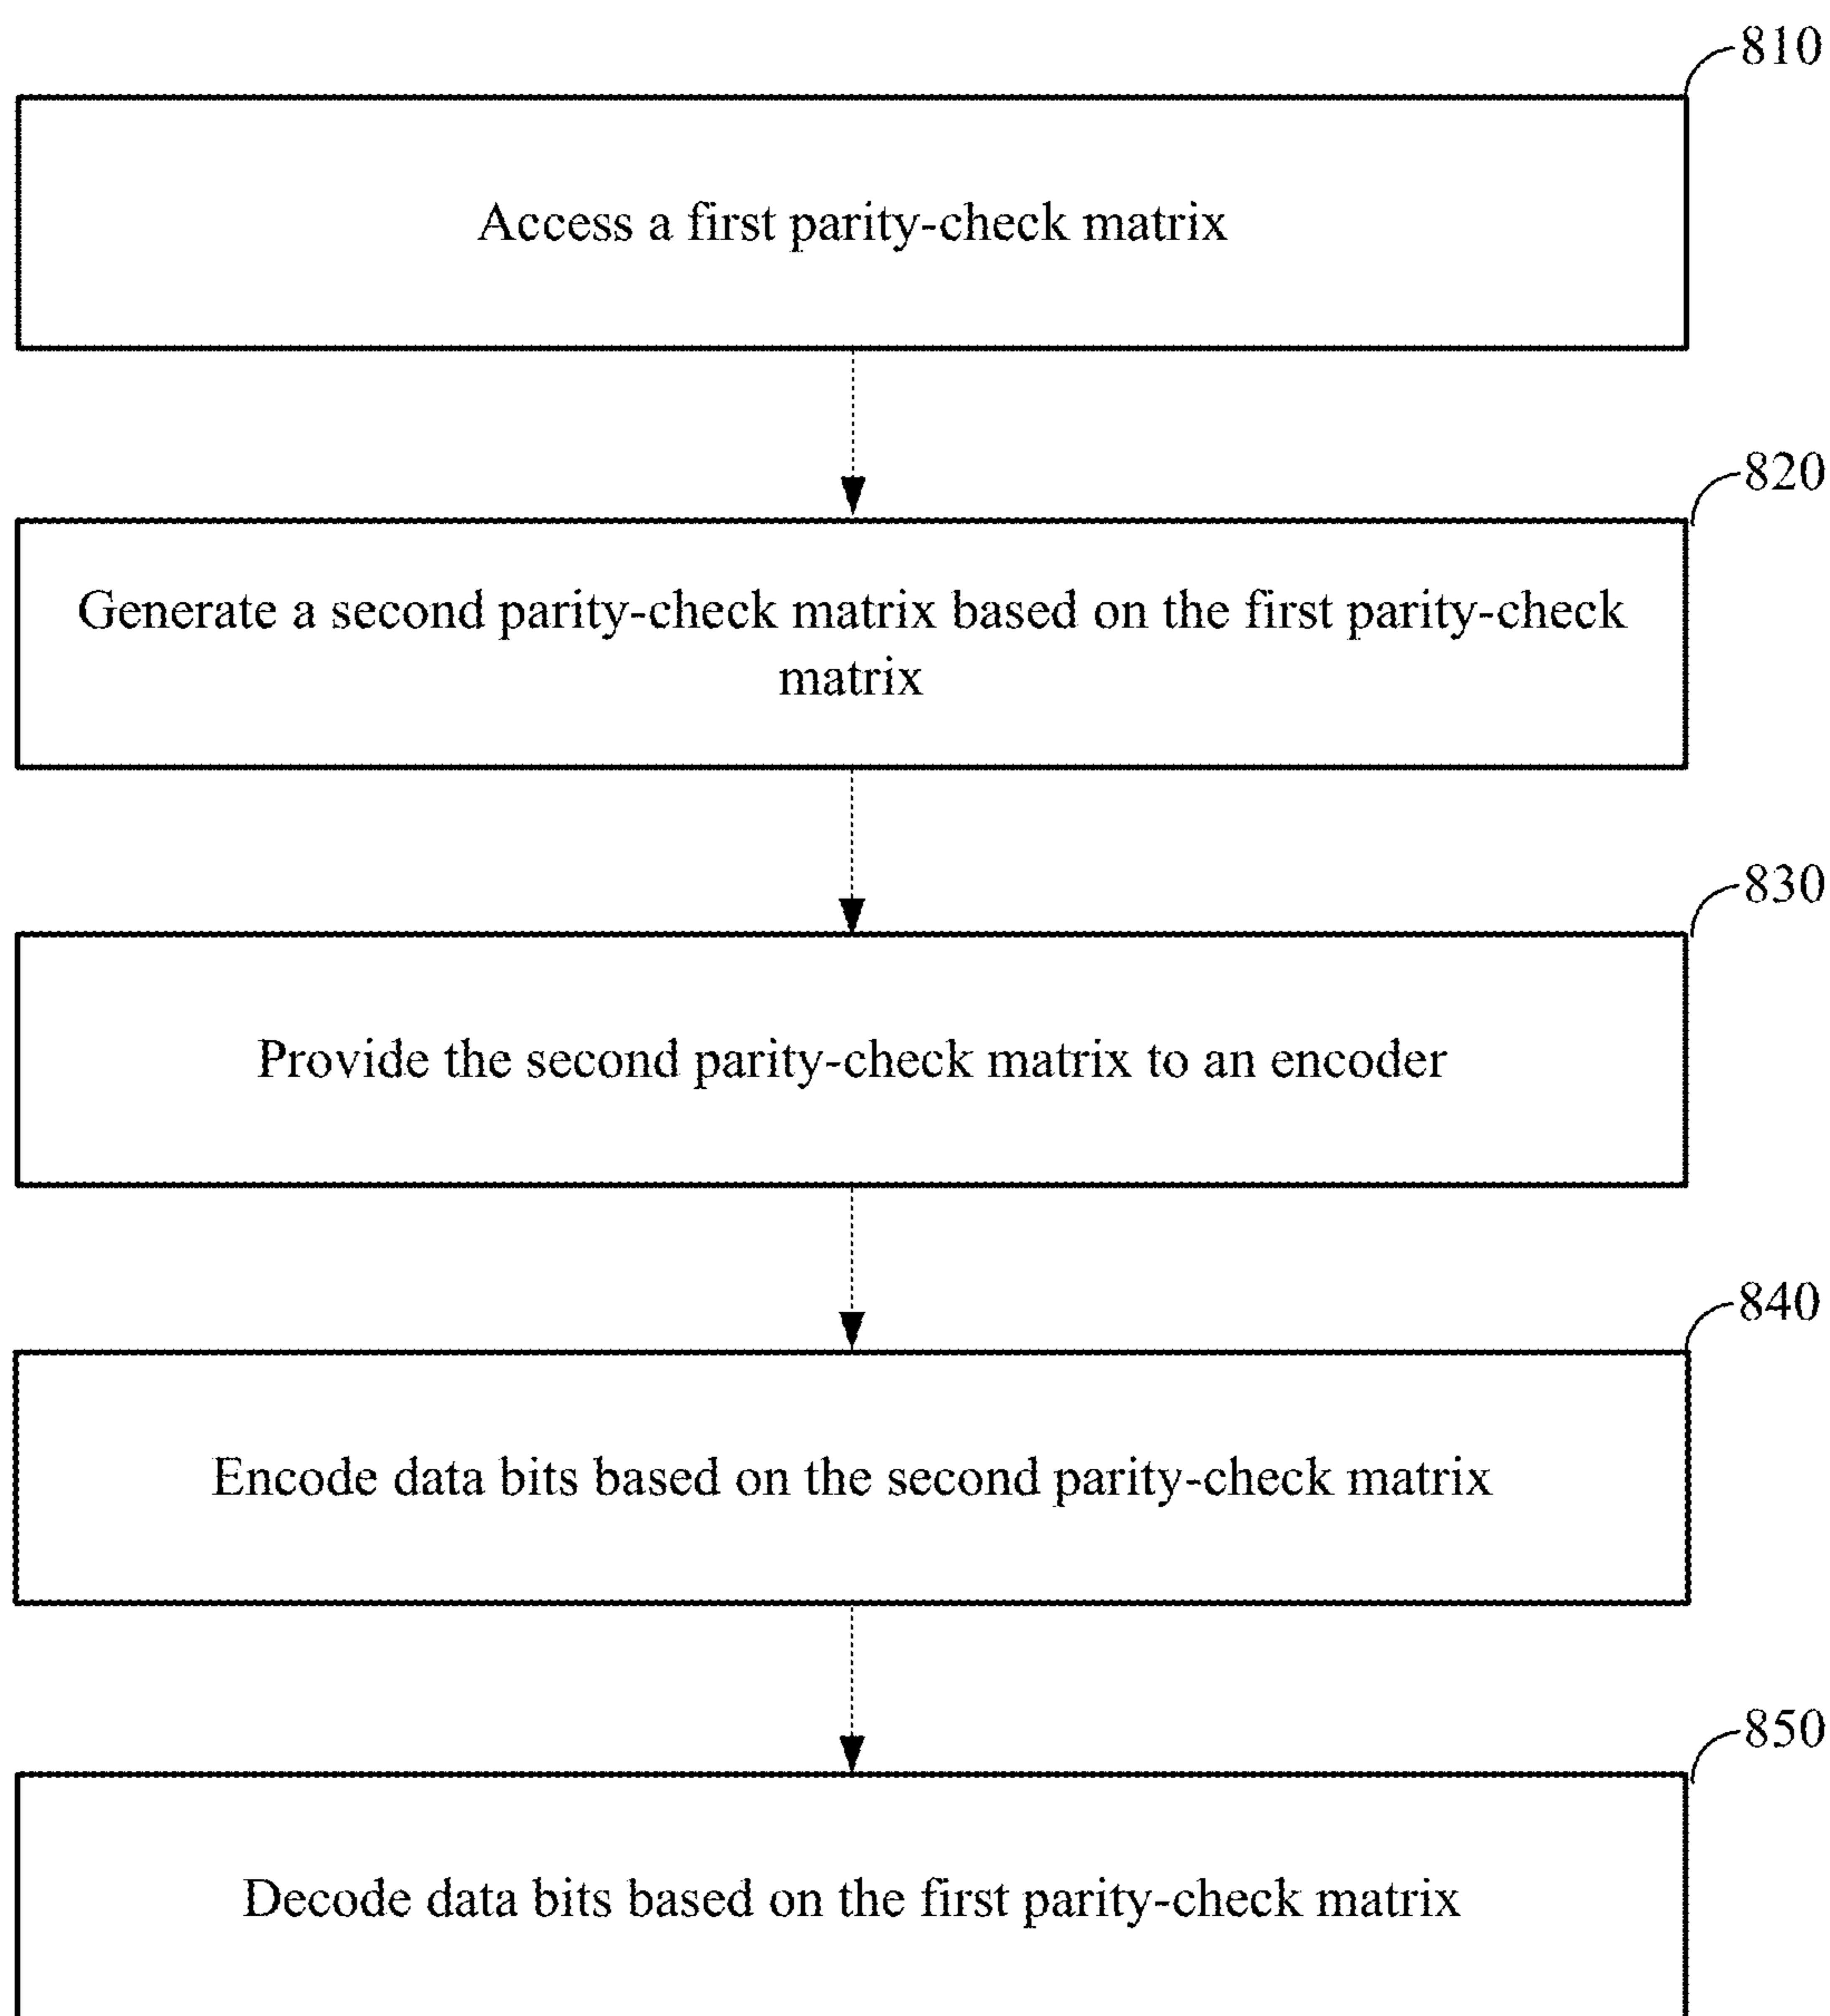 810
Access a first parity-check matrix
820
Generate a second parity-check matrix based on the first parity-check
matrix
830
Provide the second parity-check matrix to an encoder
840
Encode data bits based on the second parity-check matrix
850
Decode data bits based on the first parity-check matrix